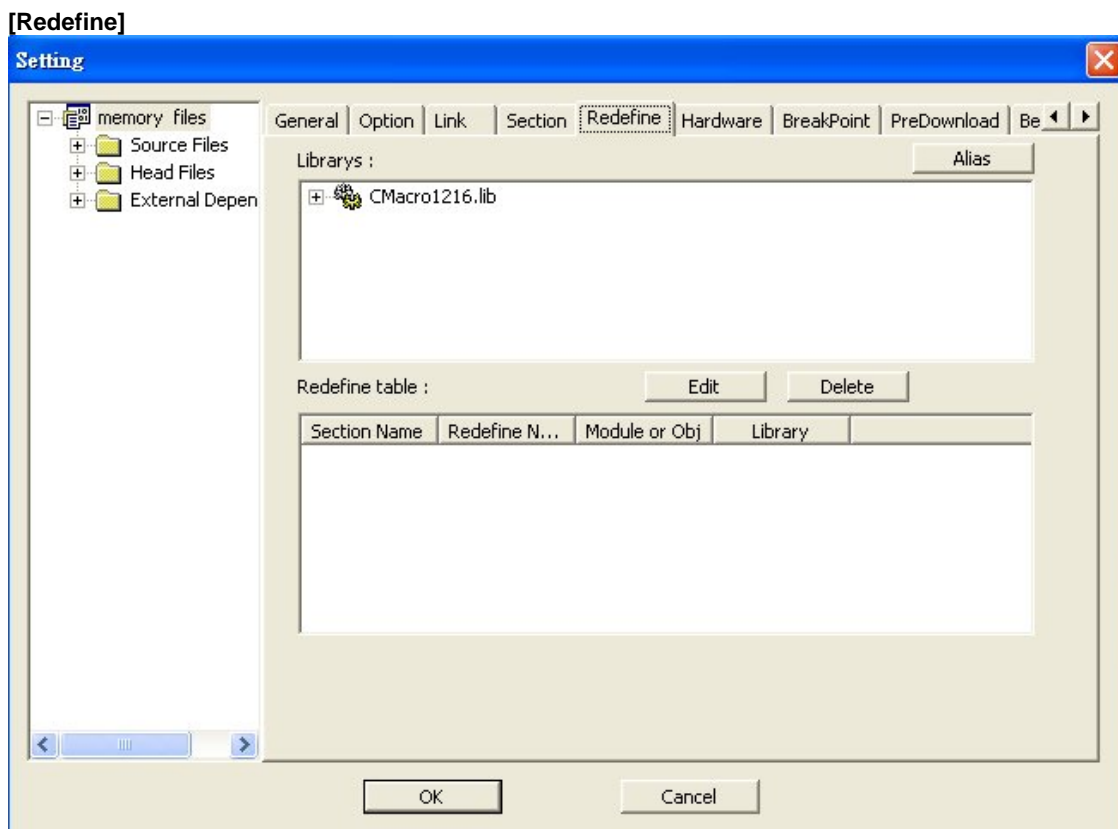 [Redefine]
Setting
memory files
Source Files
Head Files
External Depen
General Option Link Section Redefine Hardware BreakPoint PreDownload Be
Librarys :
Alias
CMacro1216.lib
Redefine table :
Edit
Delete
Section Name Redefine N... Module or Obj Library
OK
Cancel